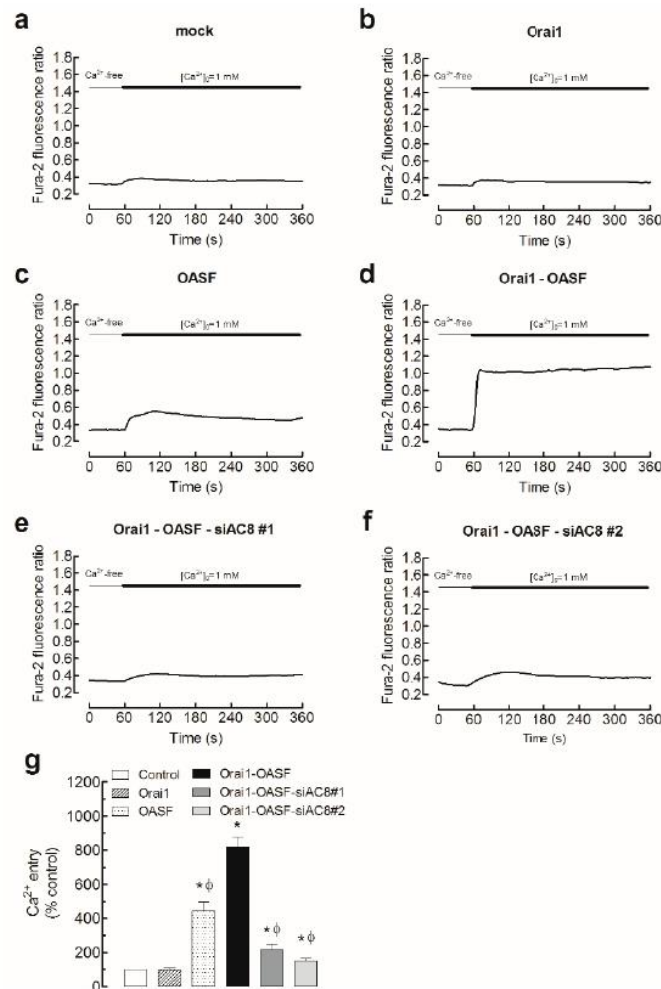 a
mock
Fura-2 fluorescence ratio
1.8
1.6
1.4
1.2
1.0
0.8
0.6
0.4
0.2
Ca²⁺-free
[Ca²⁺]₀=1 mM
0 60 120 180 240 300 360
Time (s)
b
Orai1
Fura-2 fluorescence ratio
1.8
1.6
1.4
1.2
1.0
0.8
0.6
0.4
0.2
Ca²⁺-free
[Ca²⁺]₀=1 mM
0 60 120 180 240 300 360
Time (s)
c
OASF
Fura-2 fluorescence ratio
1.8
1.6
1.4
1.2
1.0
0.8
0.6
0.4
0.2
Ca²⁺-free
[Ca²⁺]₀=1 mM
0 60 120 180 240 300 360
Time (s)
d
Orai1 - OASF
Fura-2 fluorescence ratio
1.8
1.6
1.4
1.2
1.0
0.8
0.6
0.4
0.2
Ca²⁺-free
[Ca²⁺]₀=1 mM
0 60 120 180 240 300 360
Time (s)
e
Orai1 - OASF - siAC8 #1
Fura-2 fluorescence ratio
1.8
1.6
1.4
1.2
1.0
0.8
0.6
0.4
0.2
Ca²⁺-free
[Ca²⁺]₀=1 mM
0 60 120 180 240 300 360
Time (s)
f
Orai1 - OASF - siAC8 #2
Fura-2 fluorescence ratio
1.8
1.6
1.4
1.2
1.0
0.8
0.6
0.4
0.2
Ca²⁺-free
[Ca²⁺]₀=1 mM
0 60 120 180 240 300 360
Time (s)
g
Control
Orai1
OASF
Orai1-OASF
Orai1-OASF-siAC8#1
Orai1-OASF-siAC8#2
Ca²⁺ entry
(% control)
1200
1000
800
600
400
200
0
* ϕ
*
* ϕ
* ϕ